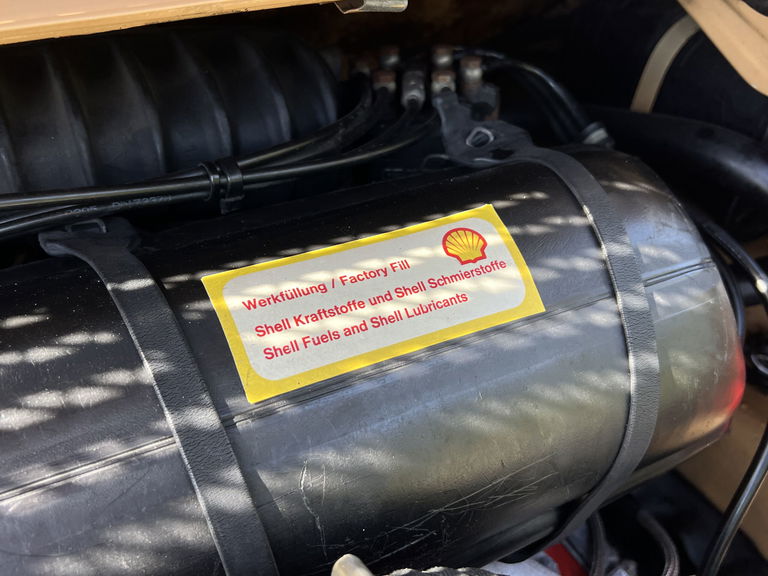 Werkfüllung / Factory Fill
Shell Kraftstoffe und Shell Schmierstoffe
Shell Fuels and Shell Lubricants